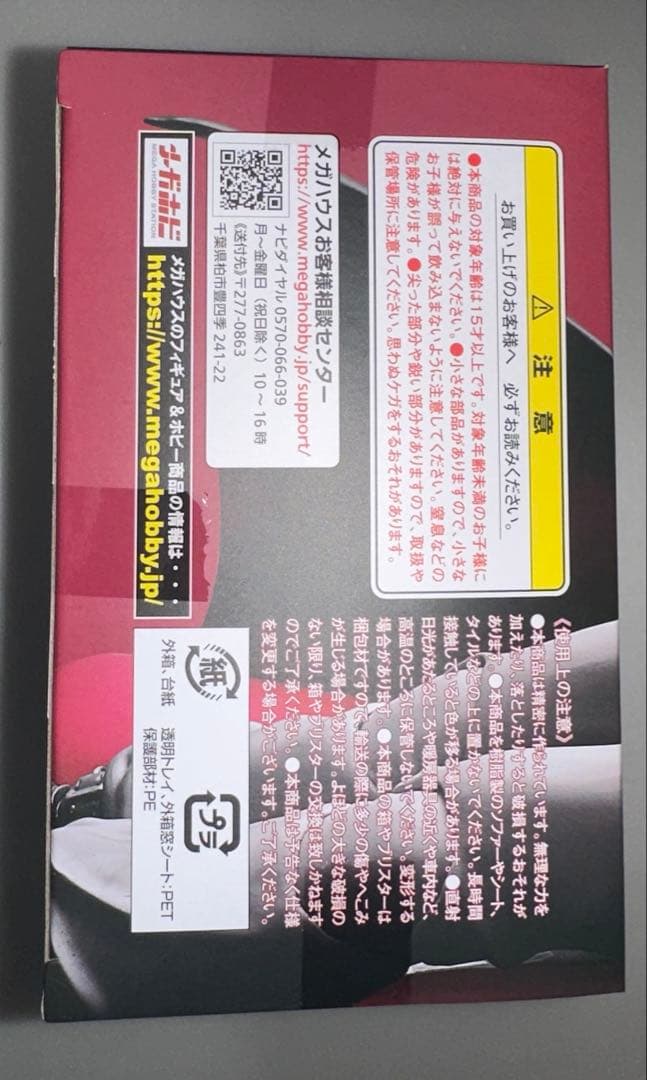 ⚠ 注意
お買い上げのお客様へ 必ずお読みください。
●本商品の対象年齢は15才以上です。対象年齢未満のお子様に
は絶対に与えないでください。●小さな部品がありますので、小さな
お子様が誤って飲み込まないように注意してください。窒息などの
危険があります。●尖った部分や鋭い部分がありますので、取扱や
保管場所に注意してください。思わぬケガをするおそれがあります。
メガハウスお客様相談センター
https://www.megahobby.jp/support/
ナビダイヤル 0570-066-039
月～金曜日(祝日除く)10～16時
《送付先》〒277-0863
千葉県柏市豊四季 241-22
メガホビ
MEGA HOBBY STATION
メガハウスのフィギュア&ホビー商品の情報は・・・
https://www.megahobby.jp/
《使用上の注意》
●本商品は精密に作られています。無理な力を
加えたり、落としたりすると破損するおそれが
あります。●本商品を樹脂製のソファーやシート、
タイルなどの上に置かないでください。長時間
接触していると色が移る場合があります。●直射
日光があたるところや暖房器具の近くや車内など
高温のところに保管しないでください。変形する
場合があります。●本商品の箱やブリスターは
梱包材ですので、輸送の際に多少の傷やへこみ
が生じる場合があります。よほどの大きな破損の
ない限り、箱やブリスターの交換は致しかねます
のでご了承ください。●本商品は予告なく仕様
を変更する場合がございます。ご了承ください。
紙
外箱、台紙
プラ
透明トレイ、外箱窓シート:PET
保護部材:PE